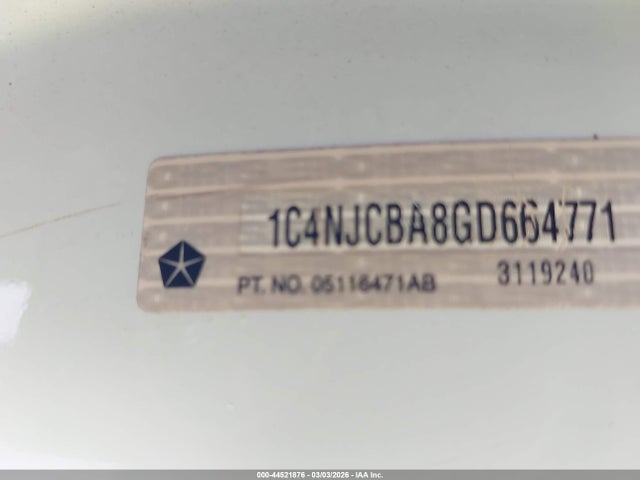 1C4NJCBA8GD664771
PT. NO. 05116471AB 3119240
000-44521876 - 03/03/2026 - IAA Inc.